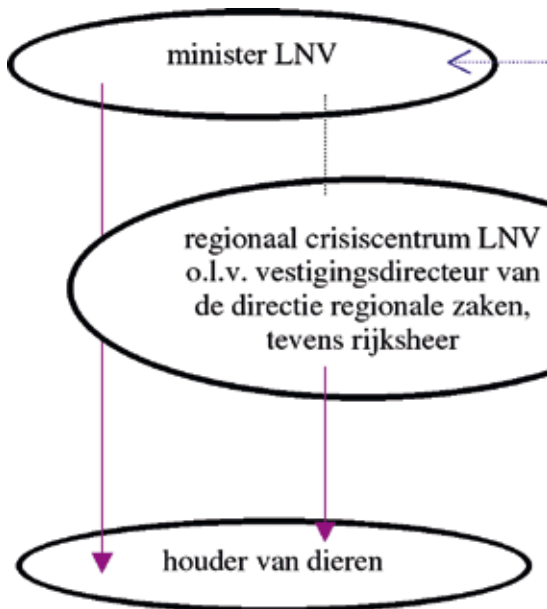 minister LNV
regionaal crisiscentrum LNV
o.l.v. vestigingsdirecteur van
de directie regionale zaken,
tevens rijksheer
houder van dieren